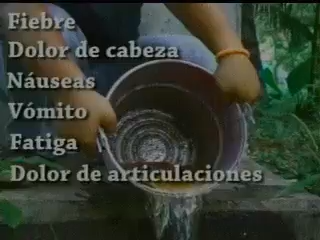 Fiebre
Dolor de cabeza
Náuseas
Vómito
Fatiga
Dolor de articulaciones